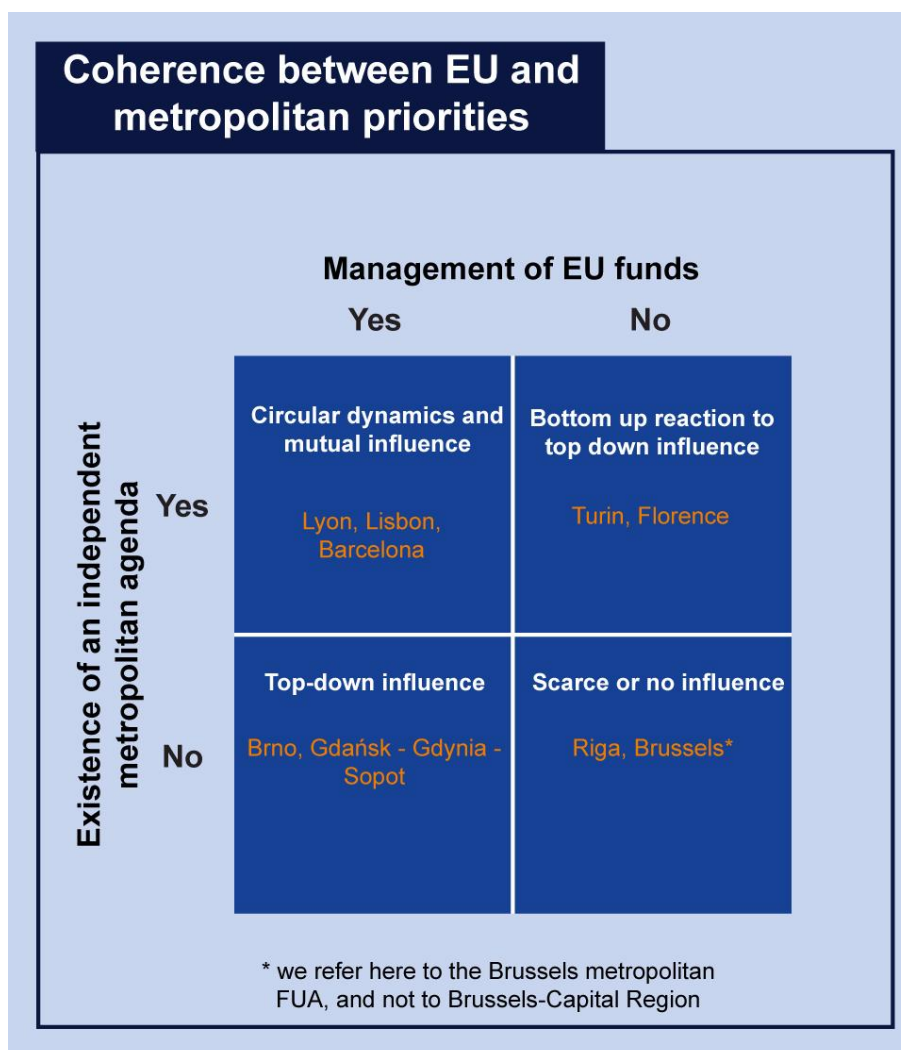 Coherence between EU and
metropolitan priorities
Management of EU funds
Yes
No
Existence of an independent
metropolitan agenda
Yes
Circular dynamics and
mutual influence
Lyon, Lisbon,
Barcelona
Bottom up reaction to
top down influence
Turin, Florence
No
Top-down influence
Brno, Gdańsk - Gdynia -
Sopot
Scarce or no influence
Riga, Brussels*
* we refer here to the Brussels metropolitan
FUA, and not to Brussels-Capital Region